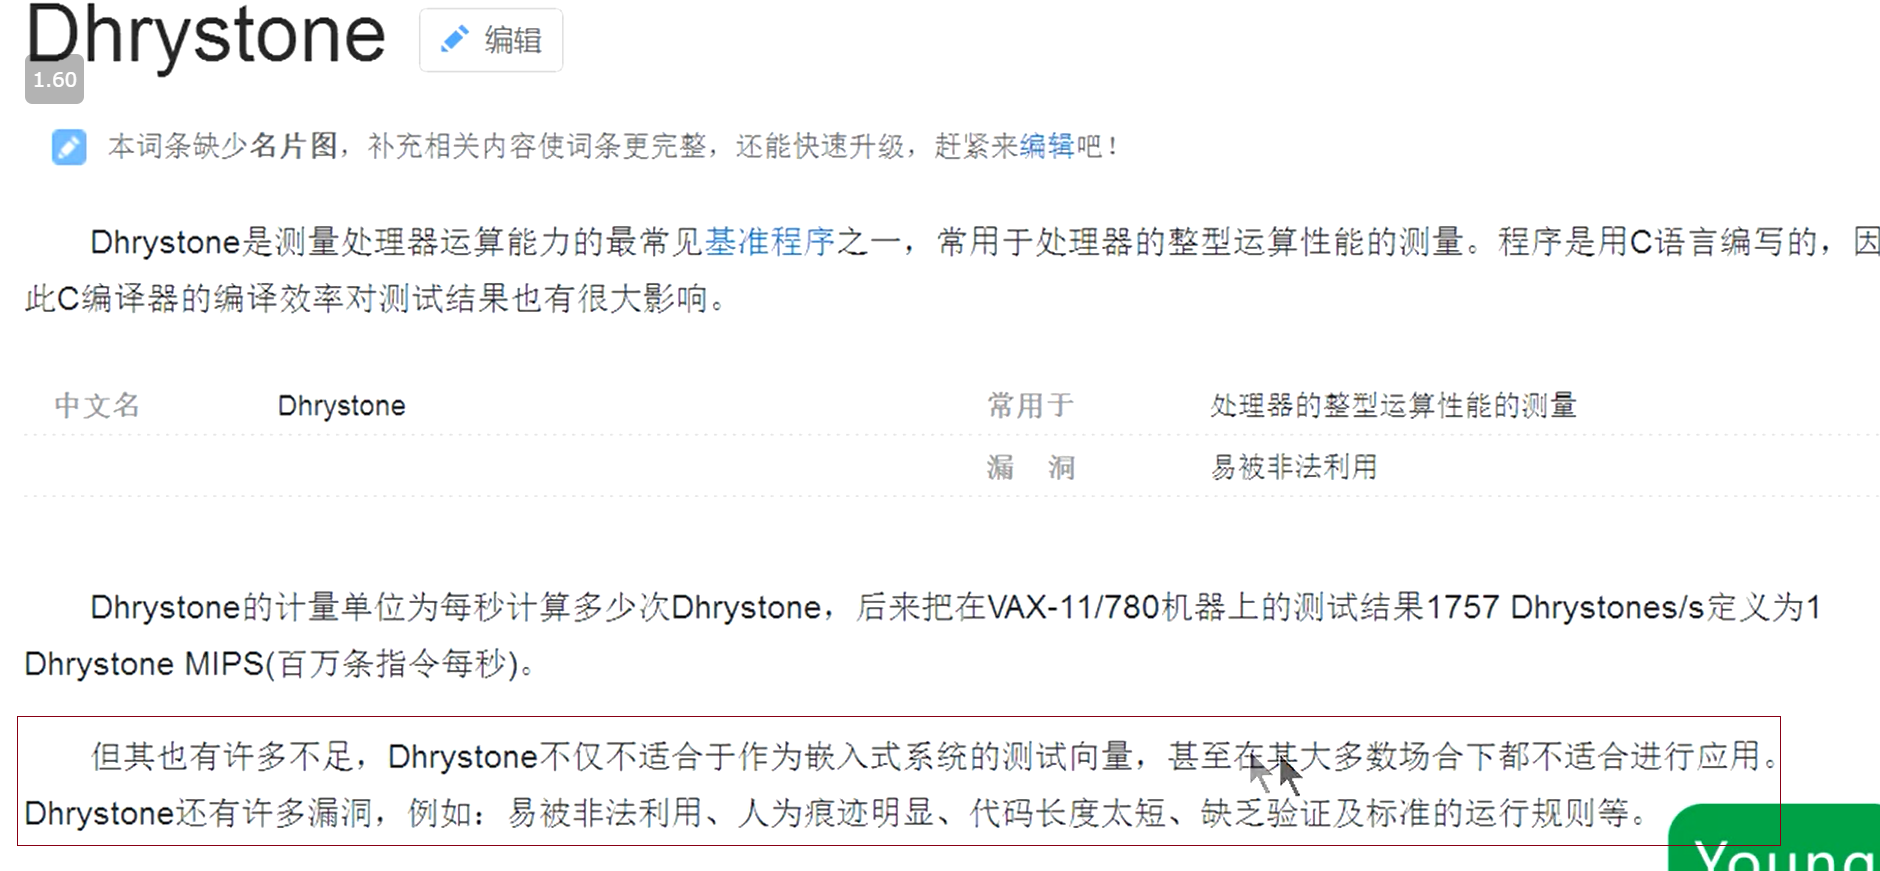 Dhrystone 编辑
1.60
本词条缺少名片图，补充相关内容使词条更完整，还能快速升级，赶紧来编辑吧！
Dhrystone是测量处理器运算能力的最常见基准程序之一，常用于处理器的整型运算性能的测量。程序是用C语言编写的，因
此C编译器的编译效率对测试结果也有很大影响。
中文名 Dhrystone 常用于 处理器的整型运算性能的测量
漏 洞 易被非法利用
Dhrystone的计量单位为每秒计算多少次Dhrystone，后来把在VAX-11/780机器上的测试结果1757 Dhrystones/s定义为1
Dhrystone MIPS(百万条指令每秒)。
但其也有许多不足，Dhrystone不仅不适合于作为嵌入式系统的测试向量，甚至在某大多数场合下都不适合进行应用。
Dhrystone还有许多漏洞，例如：易被非法利用、人为痕迹明显、代码长度太短、缺乏验证及标准的运行规则等。
Young